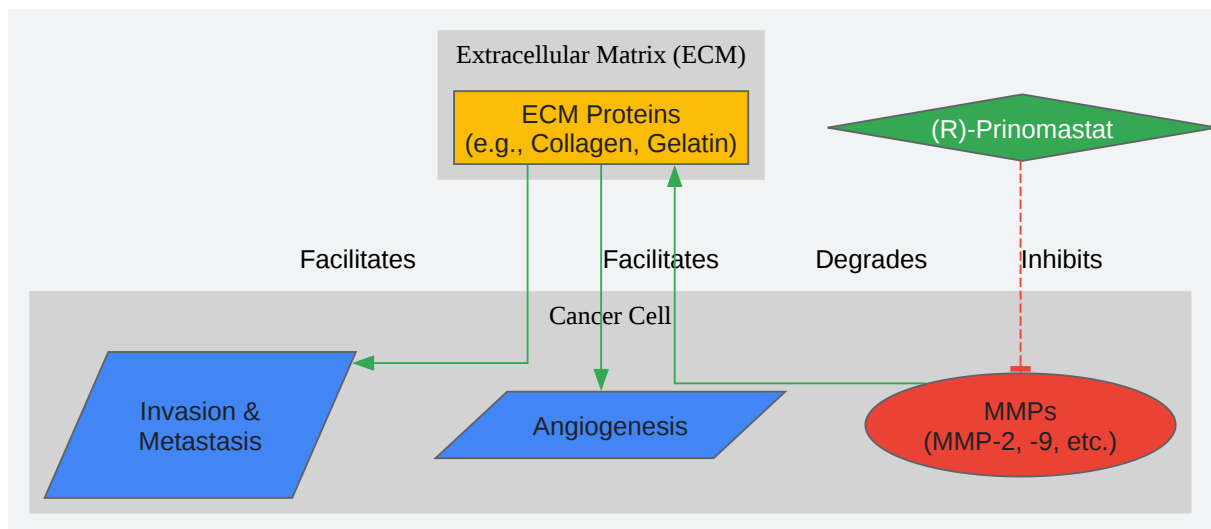 Extracellular Matrix (ECM)
ECM Proteins
(e.g., Collagen, Gelatin)
(R)-Prinomastat
Facilitates
Facilitates
Degrades
Inhibits
Cancer Cell
Invasion &
Metastasis
Angiogenesis
MMPs
(MMP-2, -9, etc.)